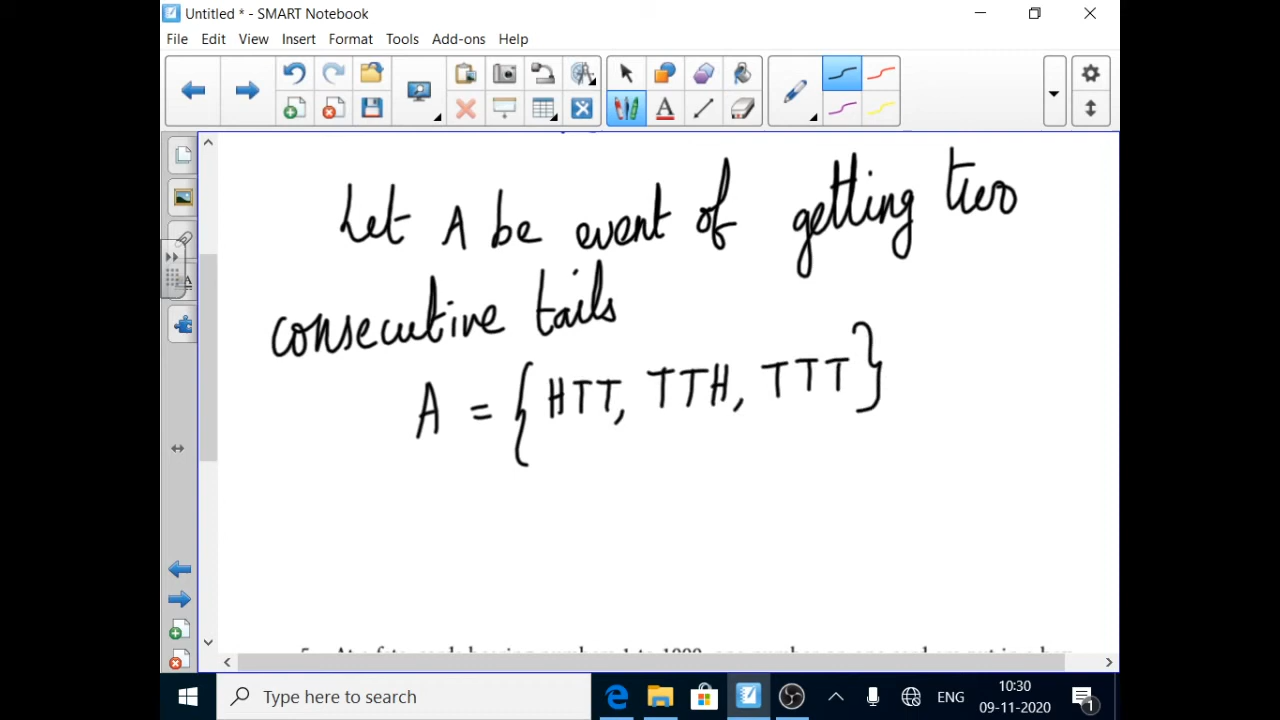 Untitled * - SMART Notebook
File Edit View Insert Format Tools Add-ons Help
Let A be event of getting two
consecutive tails
A = { HTT, TTH, TTT }
Type here to search
ENG
10:30
09-11-2020
1